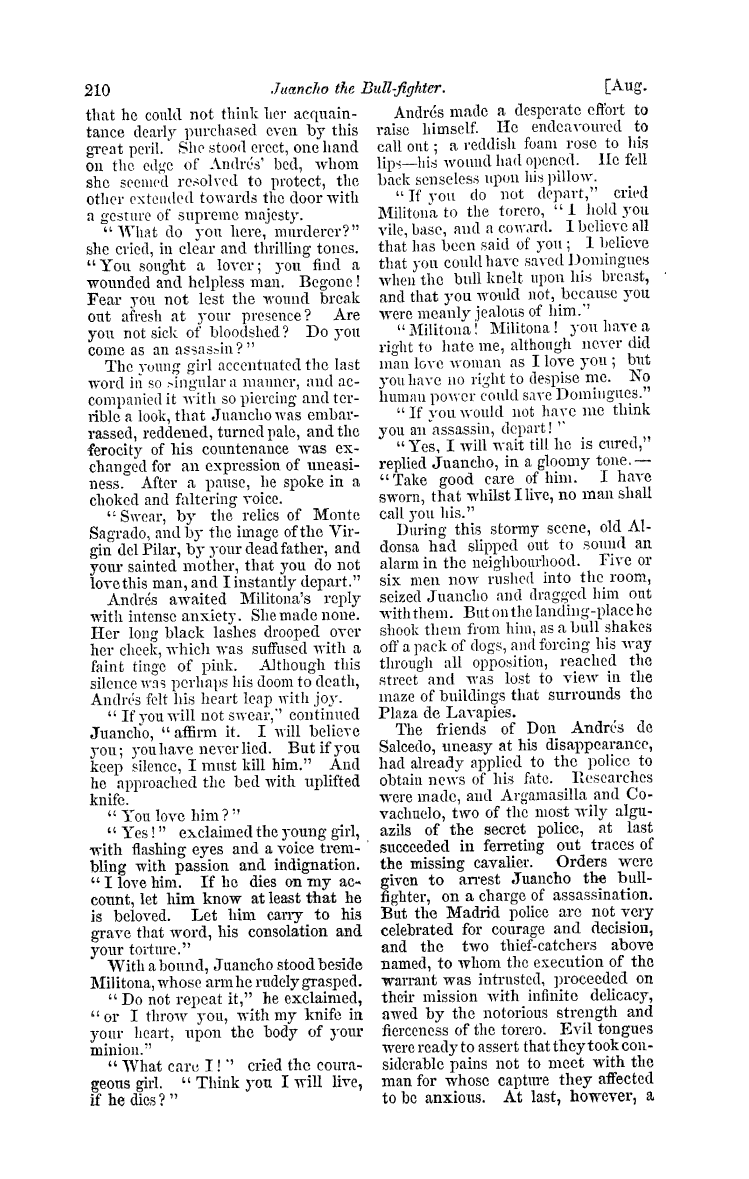 210 Juancho the Bull-fighter. [Aug.
that he could not think her acquain-
tance dearly purchased even by this
great peril. She stood erect, one hand
on the edge of Andrés' bed, whom
she seemed resolved to protect, the
other extended towards the door with
a gesture of supreme majesty.
"What do you here, murderer?"
she cried, in clear and thrilling tones.
"You sought a lover; you find a
wounded and helpless man. Begone!
Fear you not lest the wound break
out afresh at your presence? Are
you not sick of bloodshed? Do you
come as an assassin?"
The young girl accentuated the last
word in so singular a manner, and ac-
companied it with so piercing and ter-
rible a look, that Juancho was embar-
rassed, reddened, turned pale, and the
ferocity of his countenance was ex-
changed for an expression of uneasi-
ness. After a pause, he spoke in a
choked and faltering voice.
"Swear, by the relics of Monte
Sagrado, and by the image of the Vir-
gin del Pilar, by your dead father, and
your sainted mother, that you do not
love this man, and I instantly depart."
Andrés awaited Militona's reply
with intense anxiety. She made none.
Her long black lashes drooped over
her cheek, which was suffused with a
faint tinge of pink. Although this
silence was perhaps his doom to death,
Andrés felt his heart leap with joy.
"If you will not swear," continued
Juancho, "affirm it. I will believe
you; you have never lied. But if you
keep silence, I must kill him." And
he approached the bed with uplifted
knife.
"You love him?"
"Yes!" exclaimed the young girl,
with flashing eyes and a voice trem-
bling with passion and indignation.
"I love him. If he dies on my ac-
count, let him know at least that he
is beloved. Let him carry to his
grave that word, his consolation and
your torture."
With a bound, Juancho stood beside
Militona, whose arm he rudely grasped.
"Do not repeat it," he exclaimed,
"or I throw you, with my knife in
your heart, upon the body of your
minion."
"What care I!" cried the coura-
geous girl. "Think you I will live,
if he dies?"
Andrés made a desperate effort to
raise himself. He endeavoured to
call out; a reddish foam rose to his
lips—his wound had opened. He fell
back senseless upon his pillow.
"If you do not depart," cried
Militona to the torero, "I hold you
vile, base, and a coward. I believe all
that has been said of you; I believe
that you could have saved Domingues
when the bull knelt upon his breast,
and that you would not, because you
were meanly jealous of him."
"Militona! Militona! you have a
right to hate me, although never did
man love woman as I love you; but
you have no right to despise me. No
human power could save Domingues."
"If you would not have me think
you an assassin, depart!"
"Yes, I will wait till he is cured,"
replied Juancho, in a gloomy tone.—
"Take good care of him. I have
sworn, that whilst I live, no man shall
call you his."
During this stormy scene, old Al-
donsa had slipped out to sound an
alarm in the neighbourhood. Five or
six men now rushed into the room,
seized Juancho and dragged him out
with them. But on the landing-place he
shook them from him, as a bull shakes
off a pack of dogs, and forcing his way
through all opposition, reached the
street and was lost to view in the
maze of buildings that surrounds the
Plaza de Lavapies.
The friends of Don Andrés de
Salcedo, uneasy at his disappearance,
had already applied to the police to
obtain news of his fate. Researches
were made, and Argamasilla and Co-
vachuelo, two of the most wily algu-
azils of the secret police, at last
succeeded in ferreting out traces of
the missing cavalier. Orders were
given to arrest Juancho the bull-
fighter, on a charge of assassination.
But the Madrid police are not very
celebrated for courage and decision,
and the two thief-catchers above
named, to whom the execution of the
warrant was intrusted, proceeded on
their mission with infinite delicacy,
awed by the notorious strength and
fierceness of the torero. Evil tongues
were ready to assert that they took con-
siderable pains not to meet with the
man for whose capture they affected
to be anxious. At last, however, a